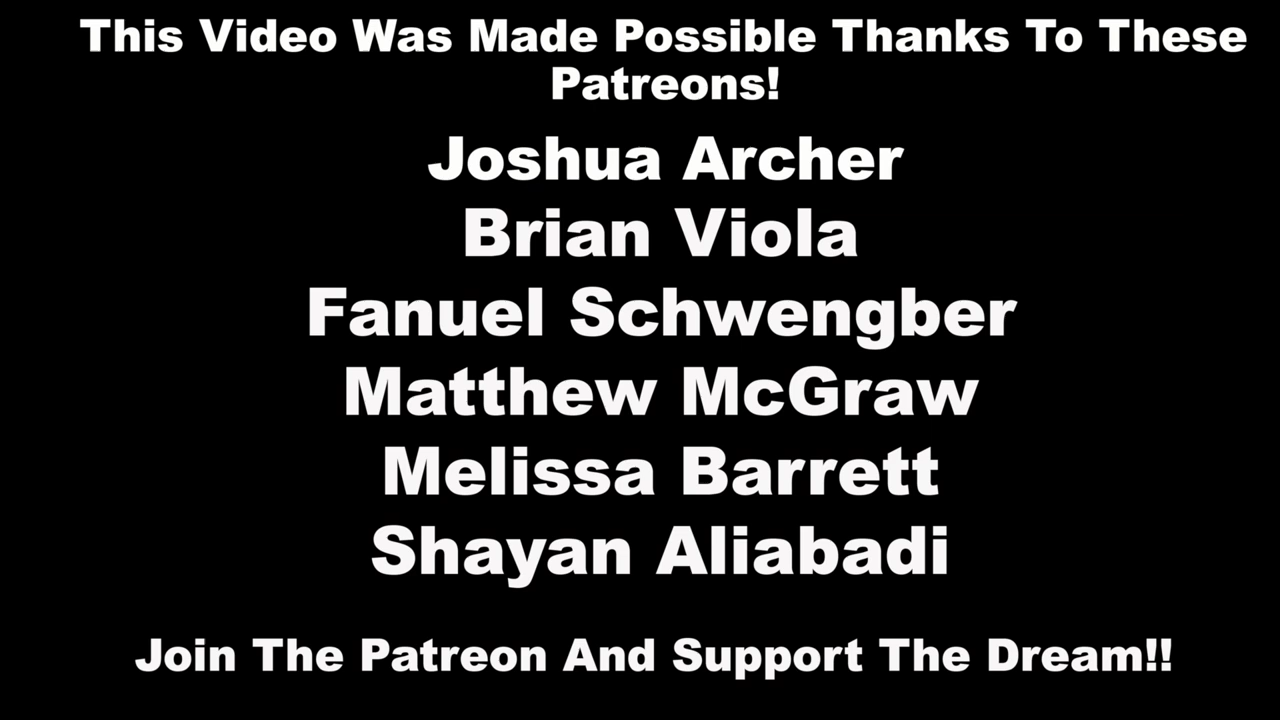 This Video Was Made Possible Thanks To These
Patreons!
Joshua Archer
Brian Viola
Fanuel Schwengber
Matthew McGraw
Melissa Barrett
Shayan Aliabadi
Join The Patreon And Support The Dream!!